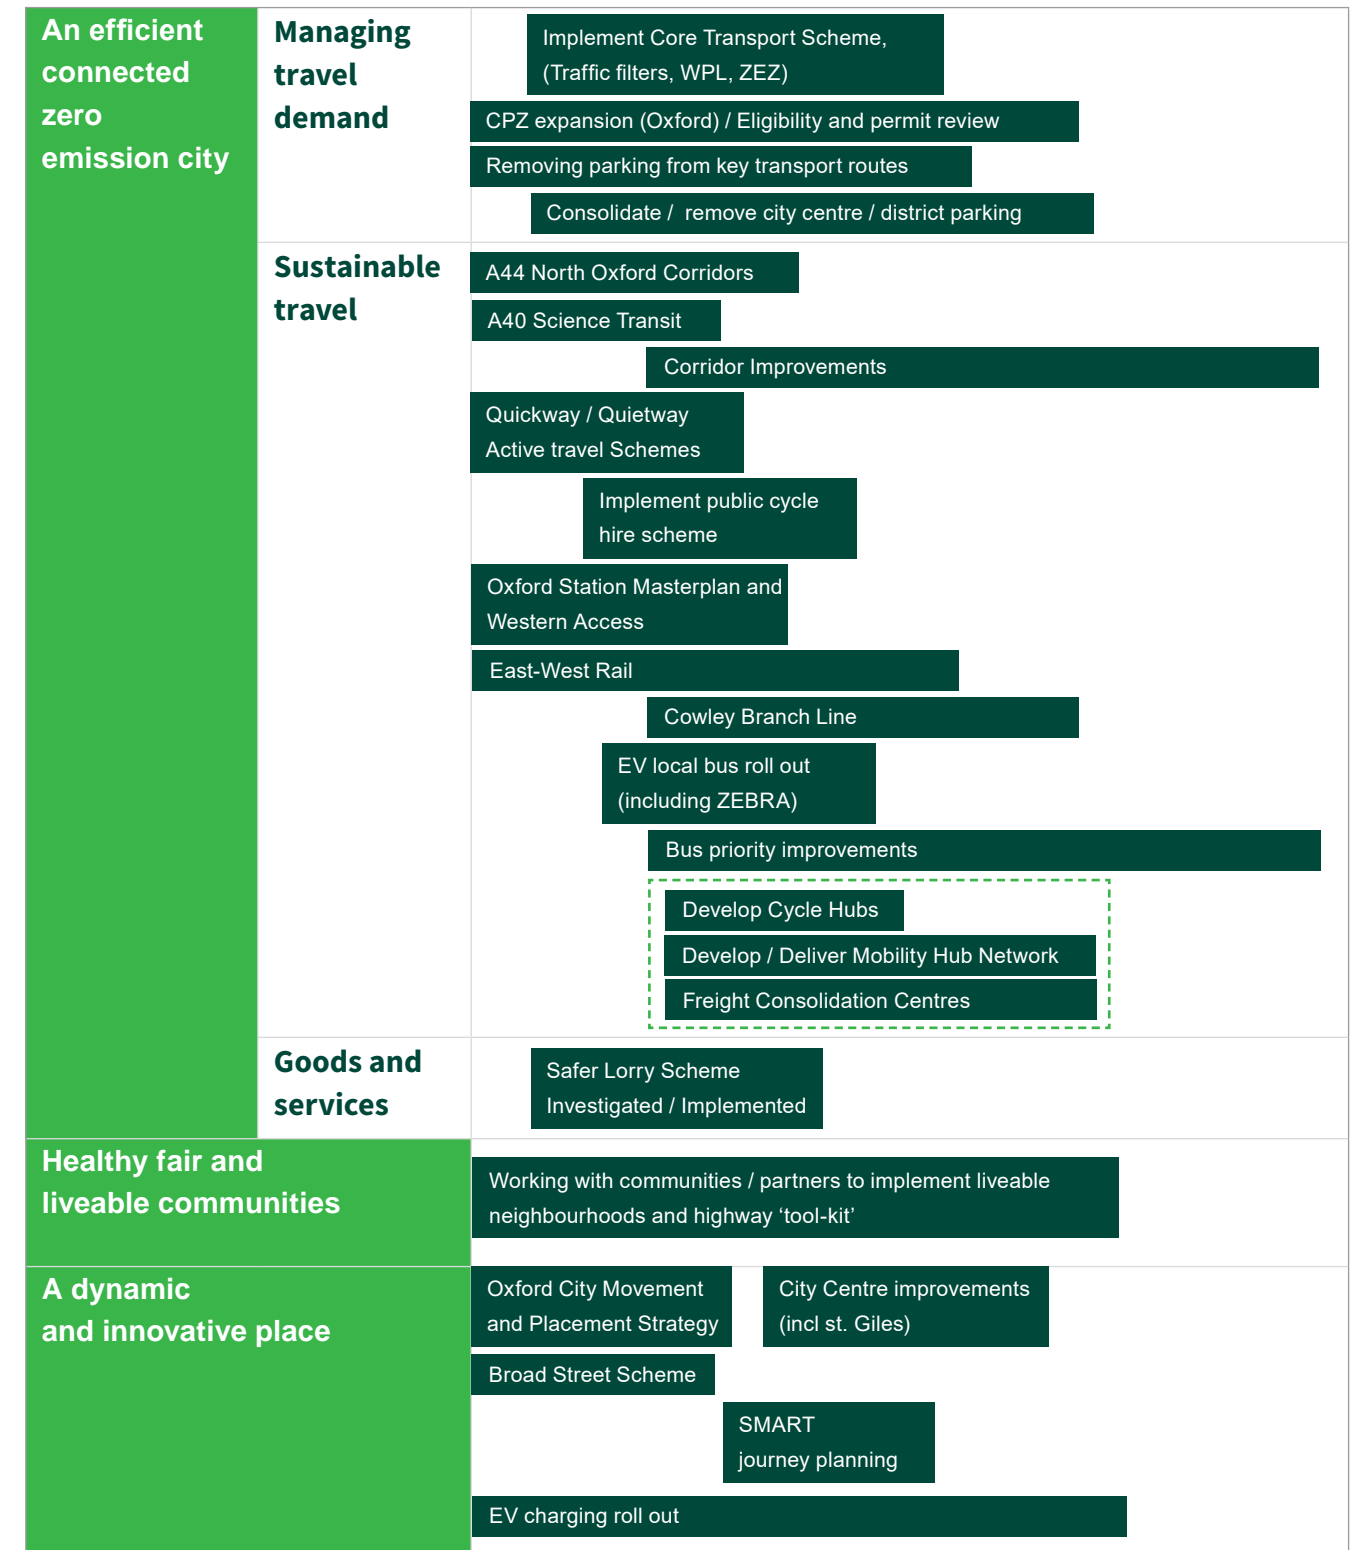 An efficient
connected
zero
emission city
Managing
travel
demand
Implement Core Transport Scheme,
(Traffic filters, WPL, ZEZ)
CPZ expansion (Oxford) / Eligibility and permit review
Removing parking from key transport routes
Consolidate / remove city centre / district parking
Sustainable
travel
A44 North Oxford Corridors
A40 Science Transit
Corridor Improvements
Quickway / Quietway
Active travel Schemes
Implement public cycle
hire scheme
Oxford Station Masterplan and
Western Access
East-West Rail
Cowley Branch Line
EV local bus roll out
(including ZEBRA)
Bus priority improvements
Develop Cycle Hubs
Develop / Deliver Mobility Hub Network
Freight Consolidation Centres
Goods and
services
Safer Lorry Scheme
Investigated / Implemented
Healthy fair and
liveable communities
Working with communities / partners to implement liveable
neighbourhoods and highway ‘tool-kit’
A dynamic
and innovative place
Oxford City Movement
and Placement Strategy
City Centre improvements
(incl st. Giles)
Broad Street Scheme
SMART
journey planning
EV charging roll out